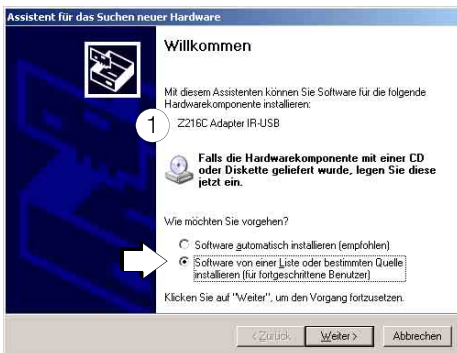 Assistent für das Suchen neuer Hardware
Willkommen
Mit diesem Assistenten können Sie Software für die folgende
Hardwarekomponente installieren:
1
Z216C Adapter IR-USB
Falls die Hardwarekomponente mit einer CD
oder Diskette geliefert wurde, legen Sie diese
jetzt ein.
Wie möchten Sie vorgehen?
Software automatisch installieren (empfohlen)
Software von einer Liste oder bestimmten Quelle
installieren (für fortgeschrittene Benutzer)
Klicken Sie auf "Weiter", um den Vorgang fortzusetzen.
< Zurück
Weiter >
Abbrechen